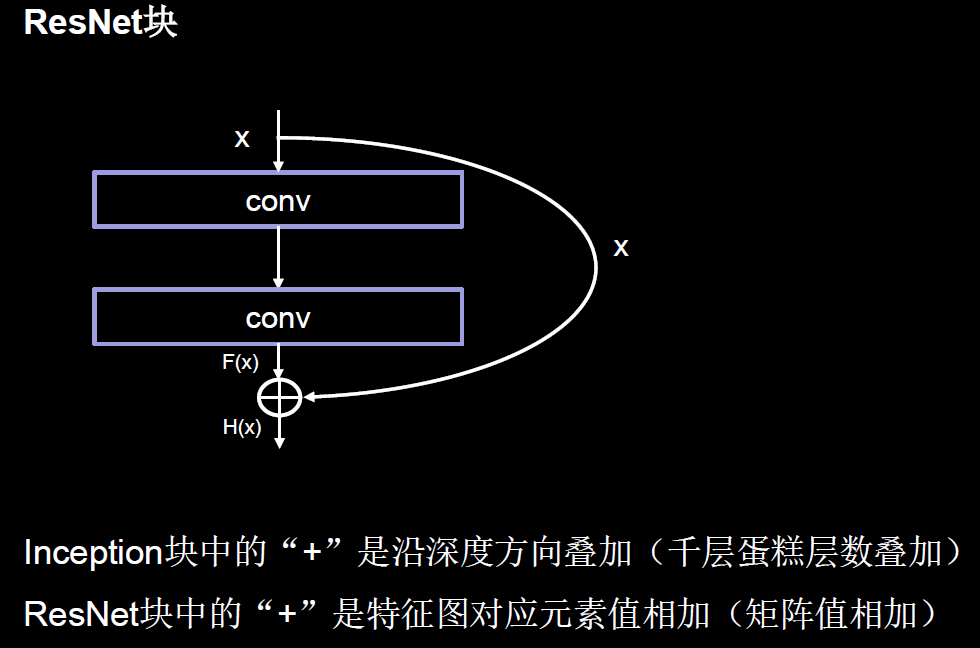 ResNet块
x
conv
x
conv
F(x)
H(x)
Inception块中的“+”是沿深度方向叠加（千层蛋糕层数叠加）
ResNet块中的“+”是特征图对应元素值相加（矩阵值相加）